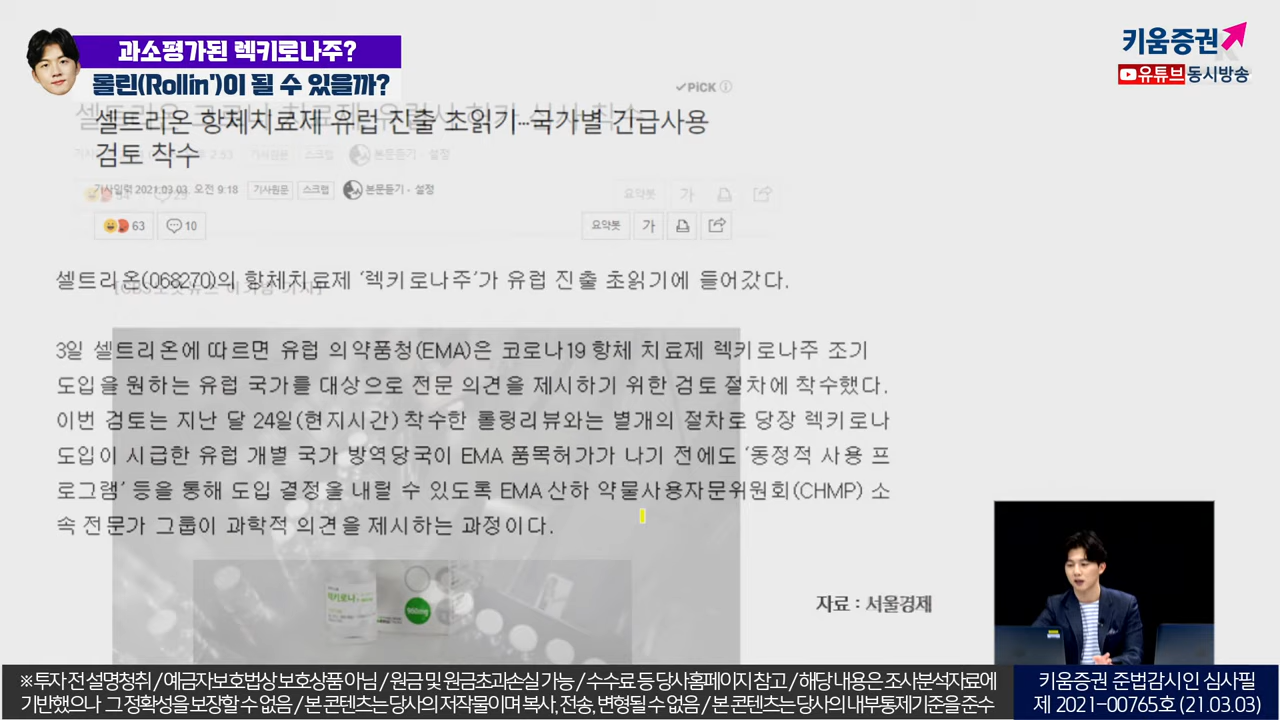 과소평가된 렉키로나주?
롤린(Rollin')이 될 수 있을까?
키움증권
유튜브동시방송
✓PiCK ⓘ
셀트리온 항체치료제 유럽 진출 초읽기…국가별 긴급사용
검토 착수
기사입력 2021.03.03. 오전 9:18 기사원문 스크랩 본문듣기 · 설정
63 10 요약봇 가
셀트리온(068270)의 항체치료제 ‘렉키로나주’가 유럽 진출 초읽기에 들어갔다.
3일 셀트리온에 따르면 유럽 의약품청(EMA)은 코로나19 항체 치료제 렉키로나주 조기
도입을 원하는 유럽 국가를 대상으로 전문 의견을 제시하기 위한 검토 절차에 착수했다.
이번 검토는 지난 달 24일(현지시간) 착수한 롤링리뷰와는 별개의 절차로 당장 렉키로나
도입이 시급한 유럽 개별 국가 방역당국이 EMA 품목허가가 나기 전에도 ‘동정적 사용 프
로그램’ 등을 통해 도입 결정을 내릴 수 있도록 EMA 산하 약물사용자문위원회(CHMP) 소
속 전문가 그룹이 과학적 의견을 제시하는 과정이다.
960mg
자료 : 서울경제
※ 투자 전 설명청취 / 예금자보호법상 보호상품 아님 / 원금 및 원금초과손실 가능 / 수수료 등 당사홈페이지 참고 / 해당 내용은 조사분석자료에
기반했으나 그 정확성을 보장할 수 없음 / 본 콘텐츠는 당사의 저작물이며 복사, 전송, 변형될 수 없음 / 본 콘텐츠는 당사의 내부통제기준을 준수
키움증권 준법감시인 심사필
제 2021-00765호 (21.03.03)